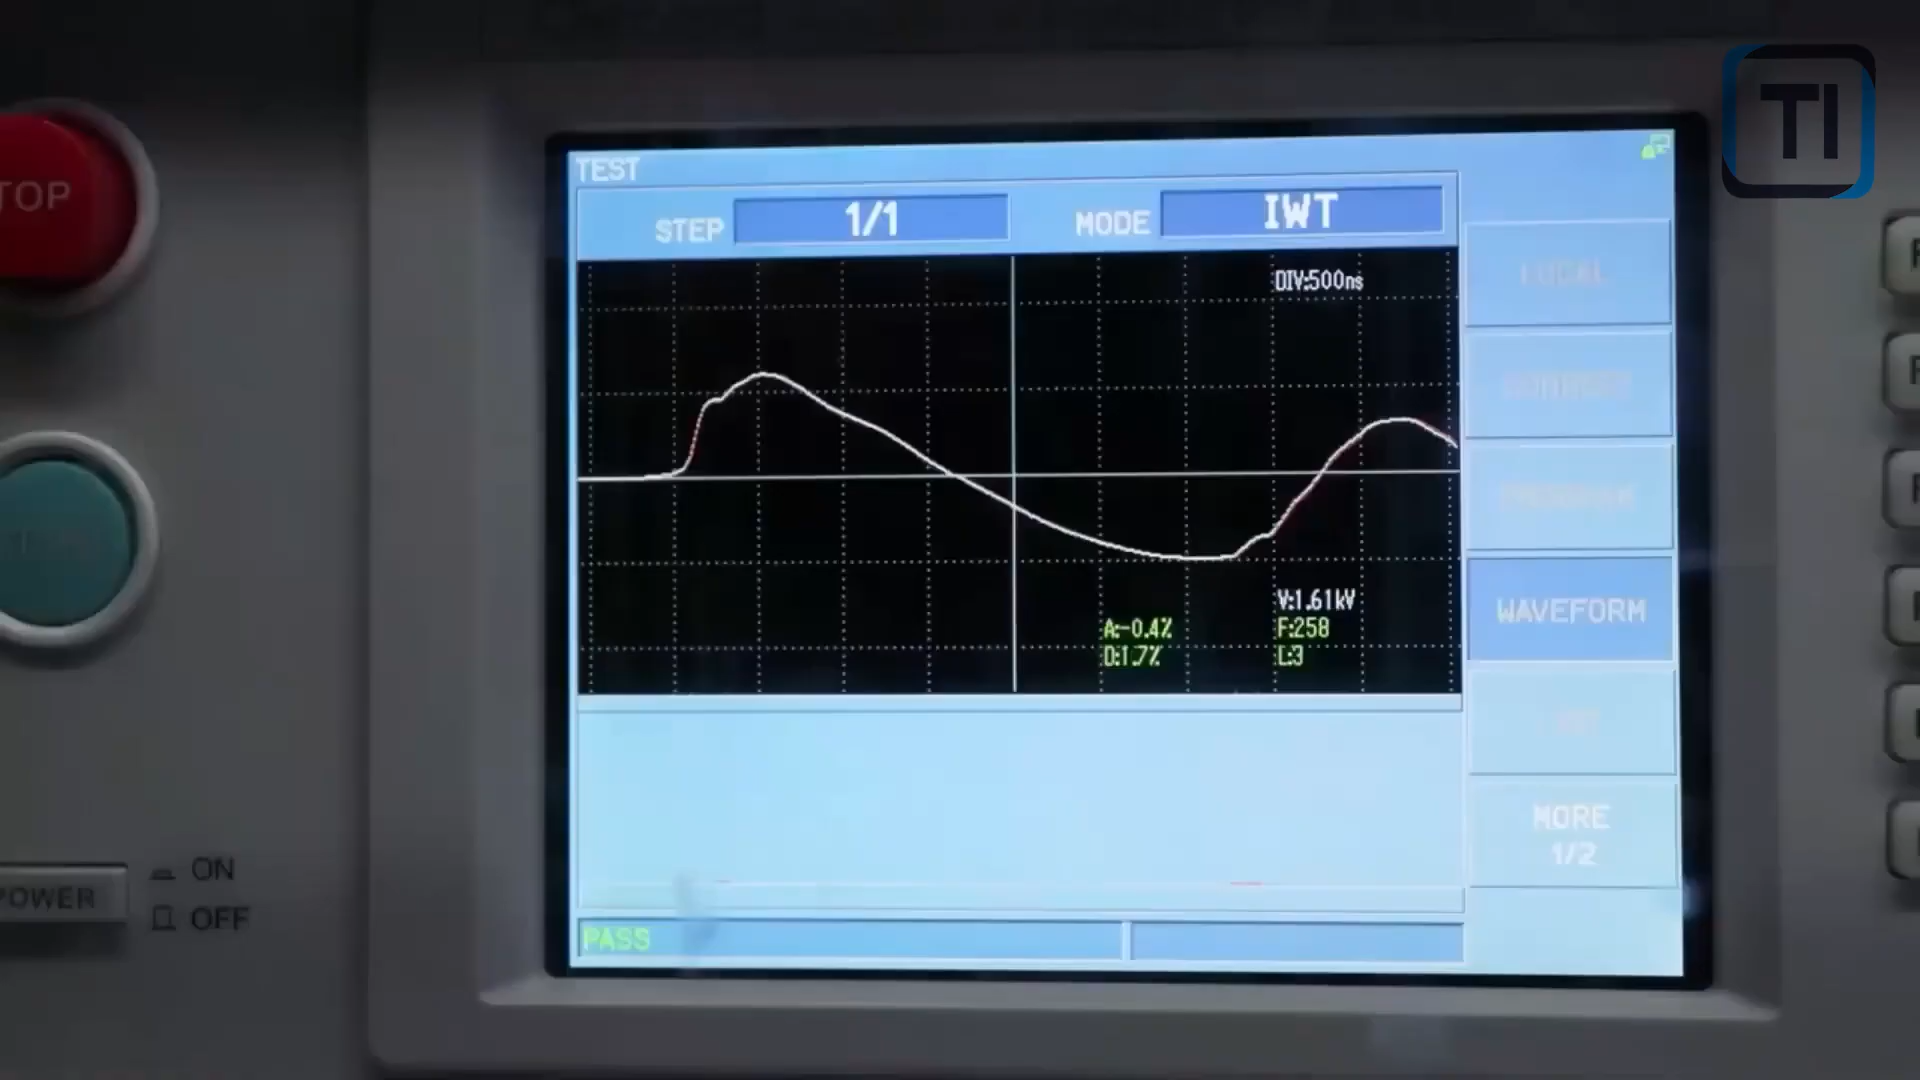 TI
TOP
TEST
STEP 1/1 MODE IWT
DIV:500ns
LOCAL
V:1.61kV
A:-0.4% F:258
D:1.7% L:3
WAVEFORM
MORE
1/2
PASS
POWER
ON
OFF